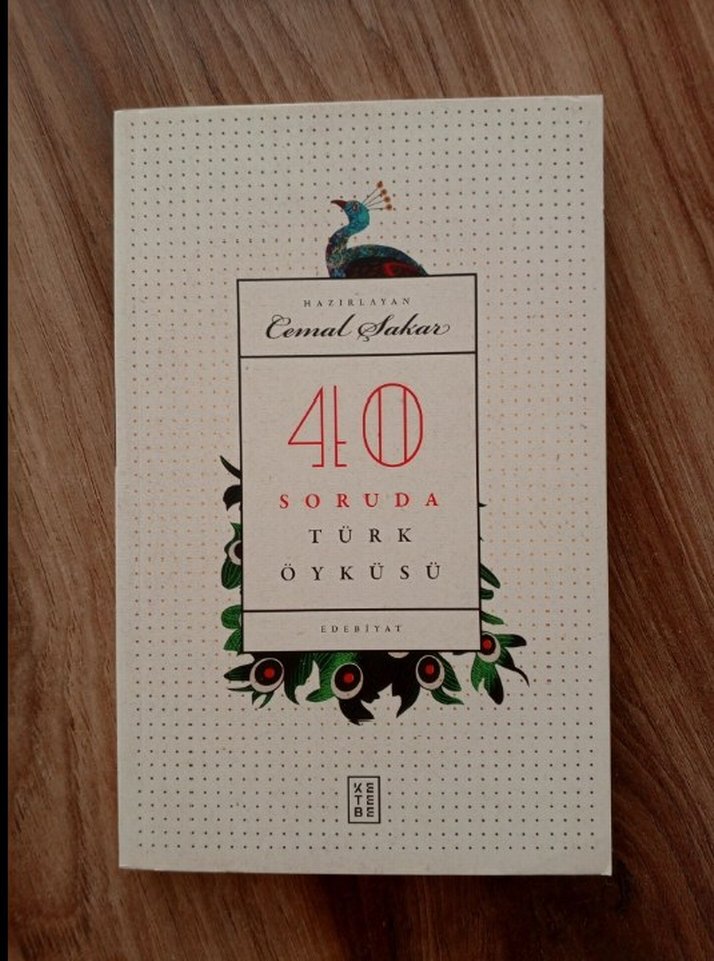 HAZIRLAYAN
Cemal Şakar
40
SORUDA
TÜRK
ÖYKÜSÜ
EDEBİYAT
KETEBE